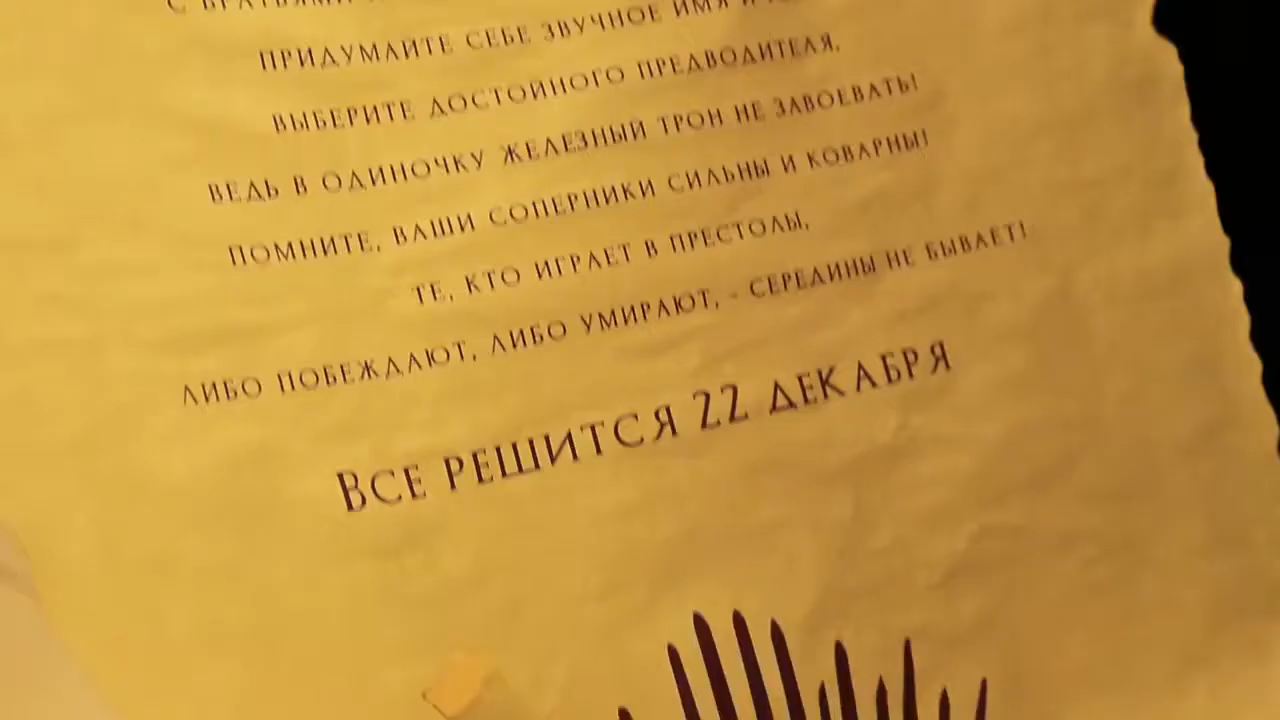 С БРАТЬЯМИ
ПРИДУМАЙТЕ СЕБЕ ЗВУЧНОЕ ИМЯ И
ВЫБЕРИТЕ ДОСТОЙНОГО ПРЕДВОДИТЕЛЯ,
ВЕДЬ В ОДИНОЧКУ ЖЕЛЕЗНЫЙ ТРОН НЕ ЗАВОЕВАТЬ!
ПОМНИТЕ, ВАШИ СОПЕРНИКИ СИЛЬНЫ И КОВАРНЫ!
ТЕ, КТО ИГРАЕТ В ПРЕСТОЛЫ,
ЛИБО ПОБЕЖДАЮТ, ЛИБО УМИРАЮТ, - СЕРЕДИНЫ НЕ БЫВАЕТ!
ВСЕ РЕШИТСЯ 22 ДЕКАБРЯ